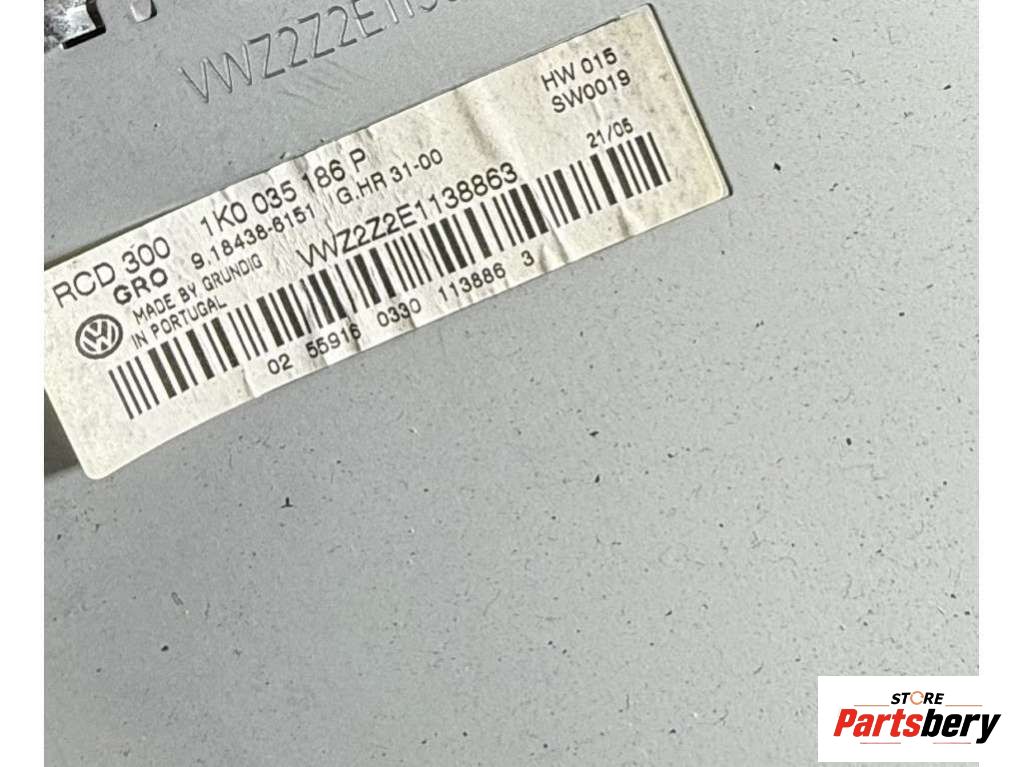 VWZ2Z2E1138
HW 015
SW0019
21/05
RCD 300 1K0 035 186 P
GRO 9.18438-6151 G.HR 31-00
MADE BY GRUNDIG
IN PORTUGAL
VWZ2Z2E1138863
02 55916 0330 113886 3
STORE
Partsbery